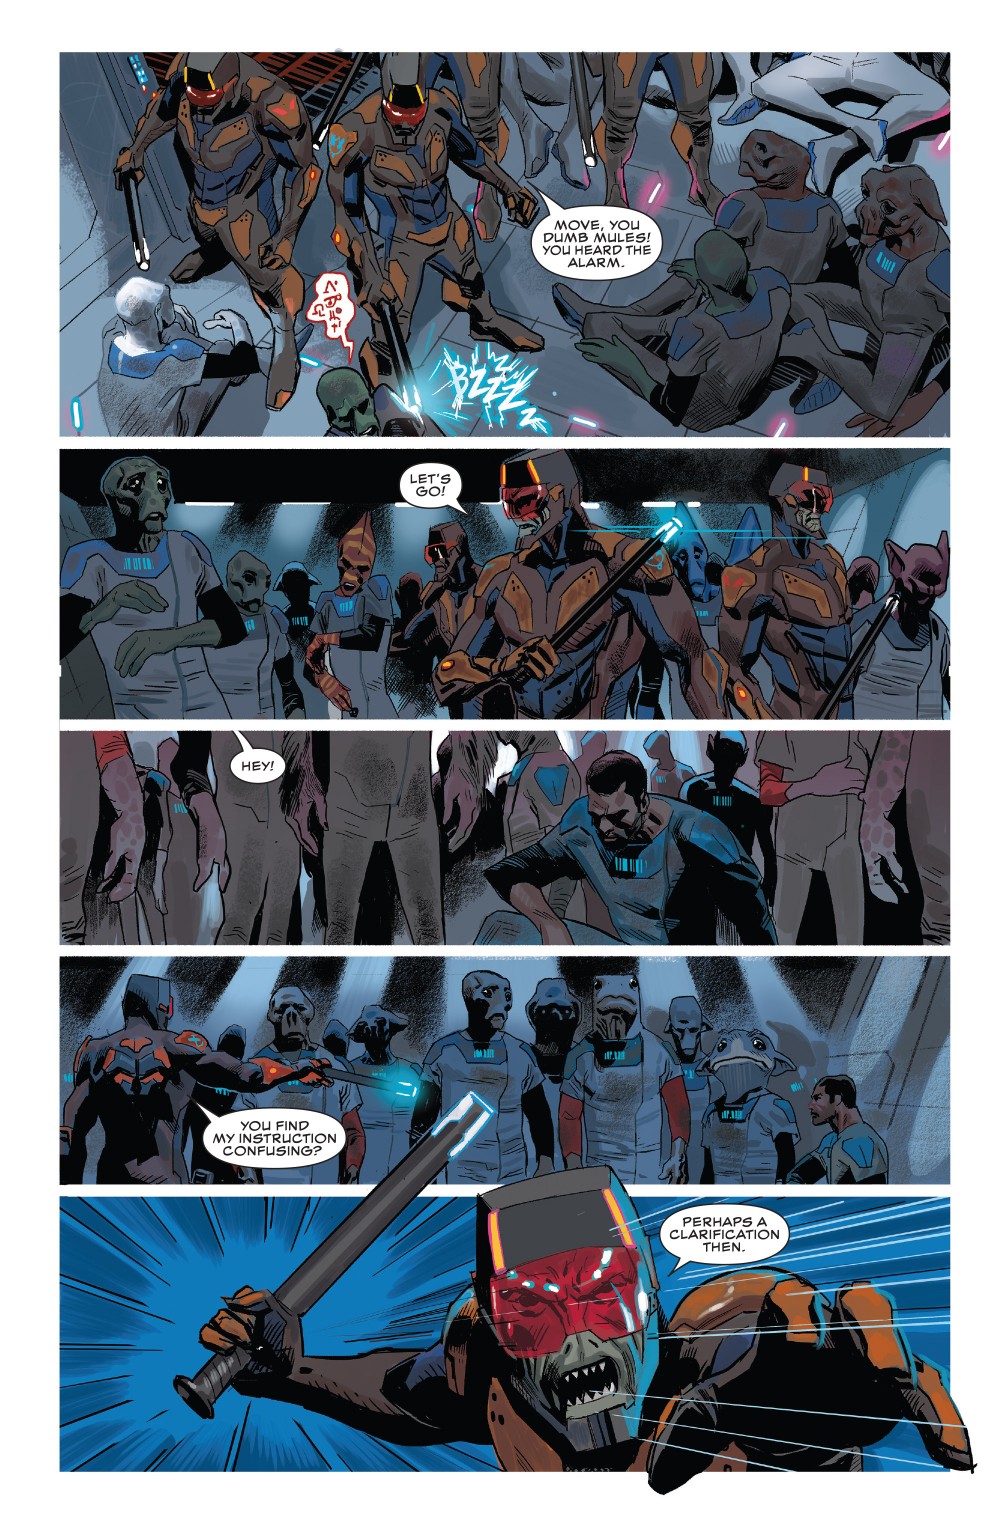 MOVE, YOU
DUMB MULES!
YOU HEARD THE
ALARM.
BZZZZZ
LET'S
GO!
HEY!
YOU FIND
MY INSTRUCTION
CONFUSING?
PERHAPS A
CLARIFICATION
THEN.